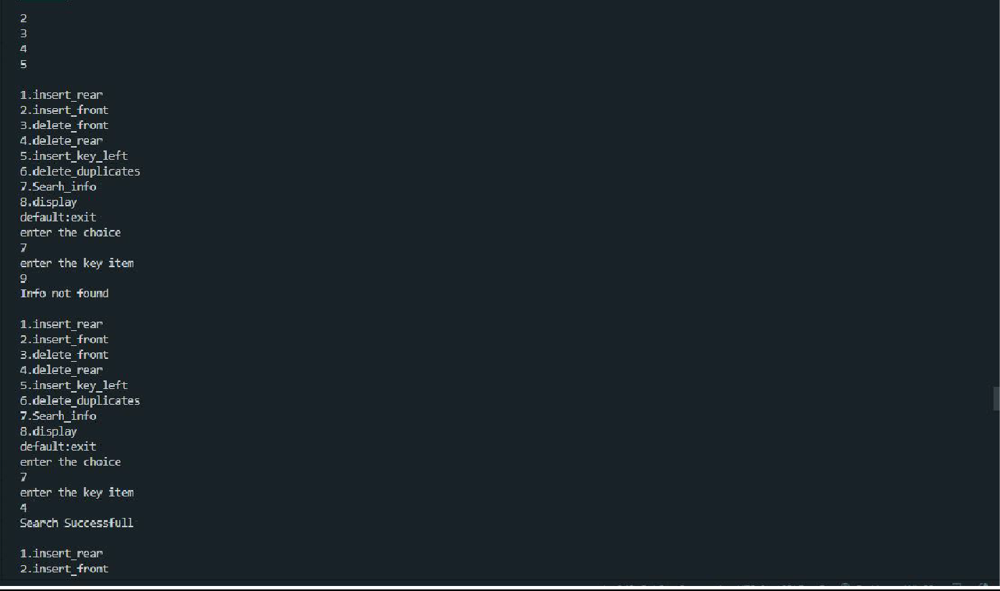 2
3
4
5
1.insert_rear
2.insert_front
3.delete_front
4.delete_rear
5.insert_key_left
6.delete_duplicates
7.Searh_info
8.display
default:exit
enter the choice
7
enter the key item
9
Info not found
1.insert_rear
2.insert_front
3.delete_front
4.delete_rear
5.insert_key_left
6.delete_duplicates
7.Searh_info
8.display
default:exit
enter the choice
7
enter the key item
4
Search Successfull
1.insert_rear
2.insert_front